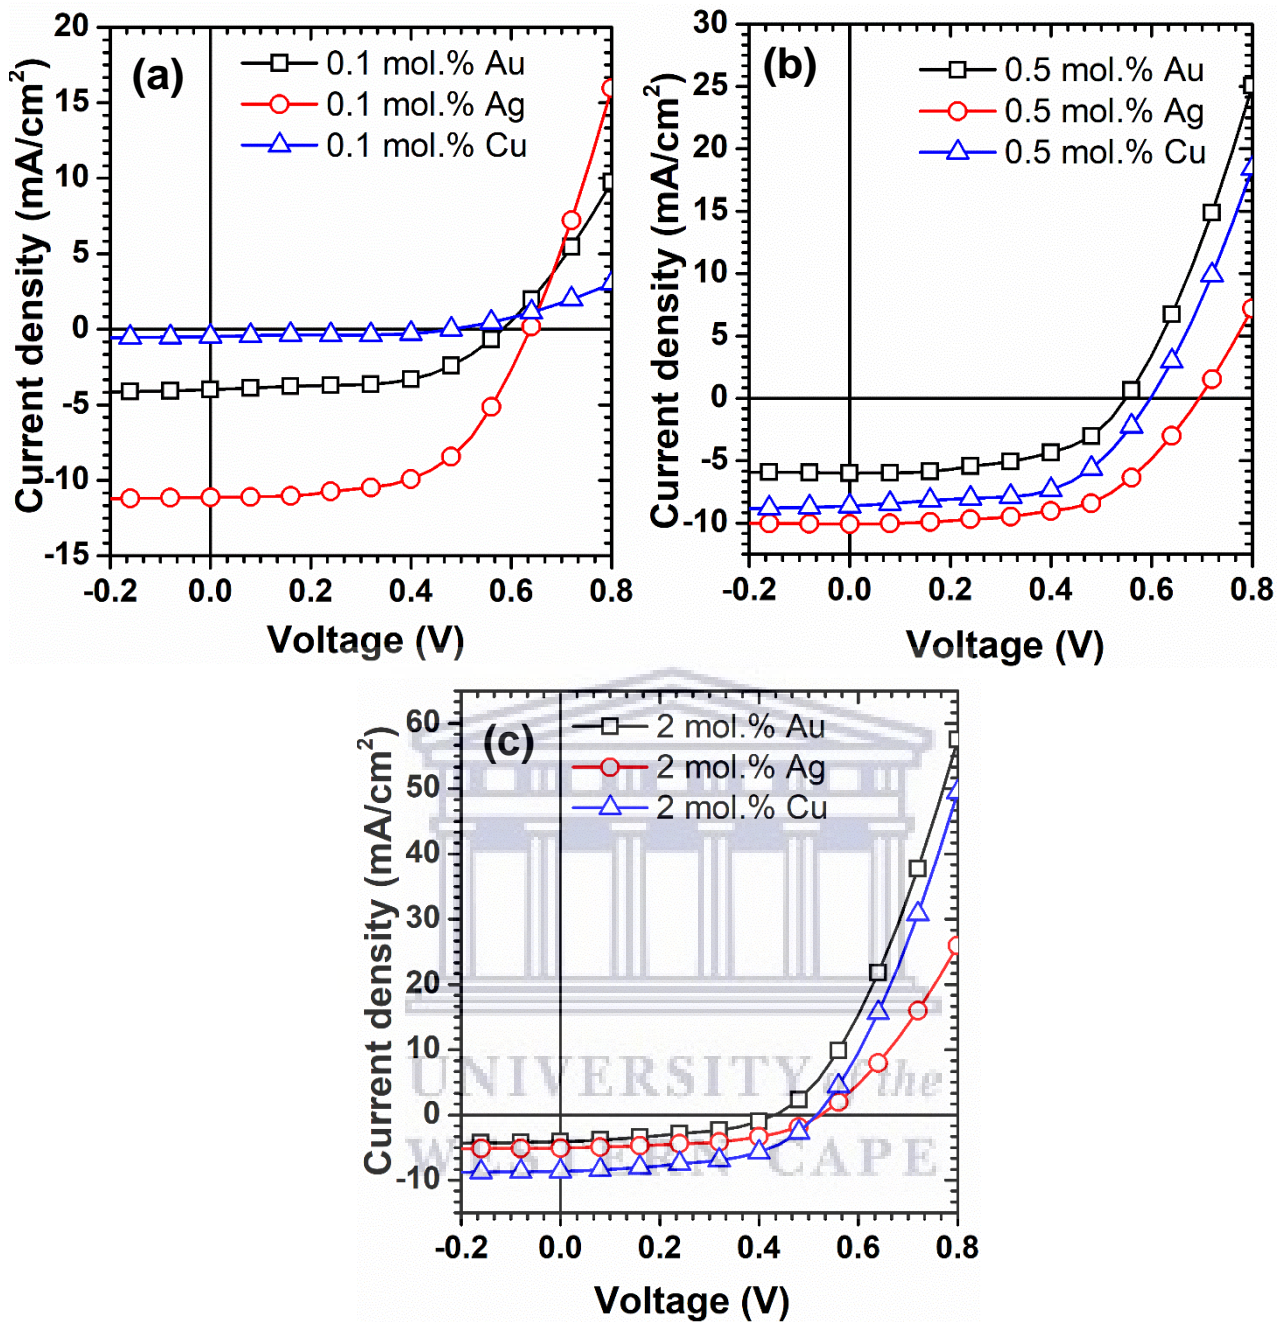 (a)
0.1 mol.% Au
0.1 mol.% Ag
0.1 mol.% Cu
Current density (mA/cm²)
20
15
10
5
0
-5
-10
-15
-0.2 0.0 0.2 0.4 0.6 0.8
Voltage (V)
(b)
0.5 mol.% Au
0.5 mol.% Ag
0.5 mol.% Cu
Current density (mA/cm²)
30
25
20
15
10
5
0
-5
-10
-0.2 0.0 0.2 0.4 0.6 0.8
Voltage (V)
(c)
2 mol.% Au
2 mol.% Ag
2 mol.% Cu
Current density (mA/cm²)
60
50
40
30
20
10
0
-10
-0.2 0.0 0.2 0.4 0.6 0.8
Voltage (V)
UNIVERSITY of the
WESTERN CAPE